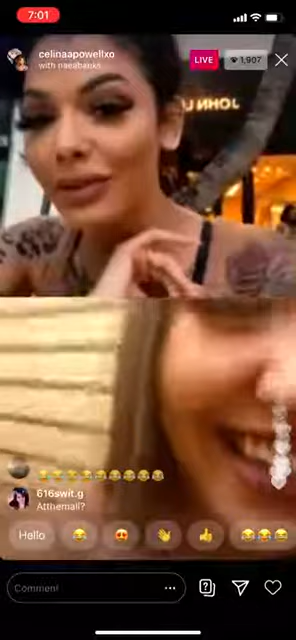 7:01
celinaapowellxo
with naeabanks
LIVE
1,907
JOHN
616swit.g
Atthemall?
Hello
Comment